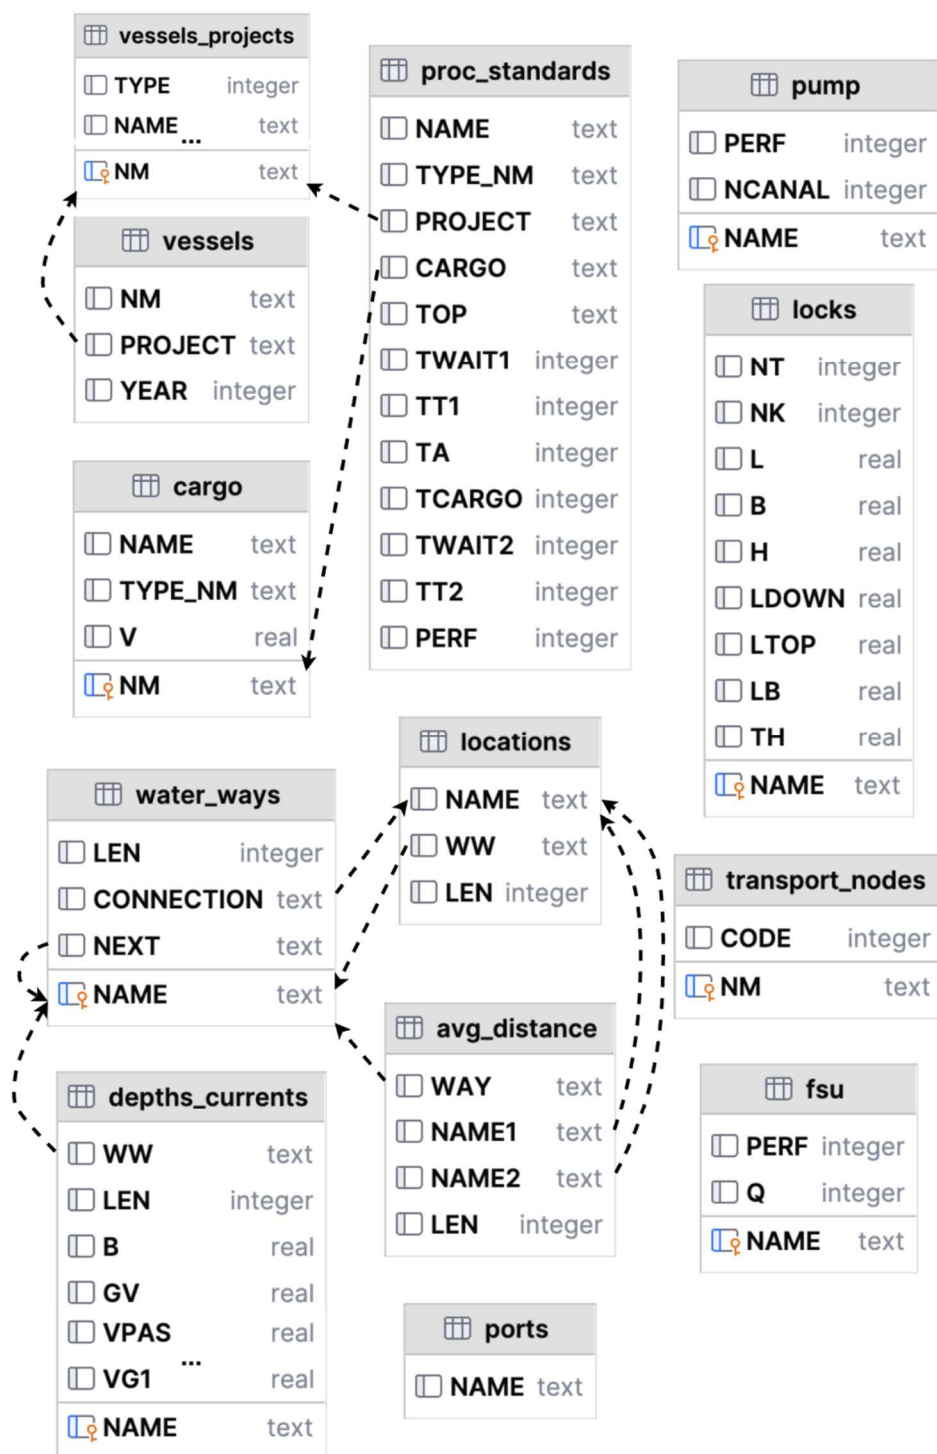 vessels_projects
TYPE integer
NAME text
...
NM text
vessels
NM text
PROJECT text
YEAR integer
cargo
NAME text
TYPE_NM text
V real
NM text
proc_standards
NAME text
TYPE_NM text
PROJECT text
CARGO text
TOP text
TWAIT1 integer
TT1 integer
TA integer
TCARGO integer
TWAIT2 integer
TT2 integer
PERF integer
pump
PERF integer
NCANAL integer
NAME text
locks
NT integer
NK integer
L real
B real
H real
LDOWN real
LTOP real
LB real
TH real
NAME text
water_ways
LEN integer
CONNECTION text
NEXT text
NAME text
locations
NAME text
WW text
LEN integer
transport_nodes
CODE integer
NM text
depths_currents
WW text
LEN integer
B real
GV real
VPAS real
...
VG1 real
NAME text
avg_distance
WAY text
NAME1 text
NAME2 text
LEN integer
fsu
PERF integer
Q integer
NAME text
ports
NAME text